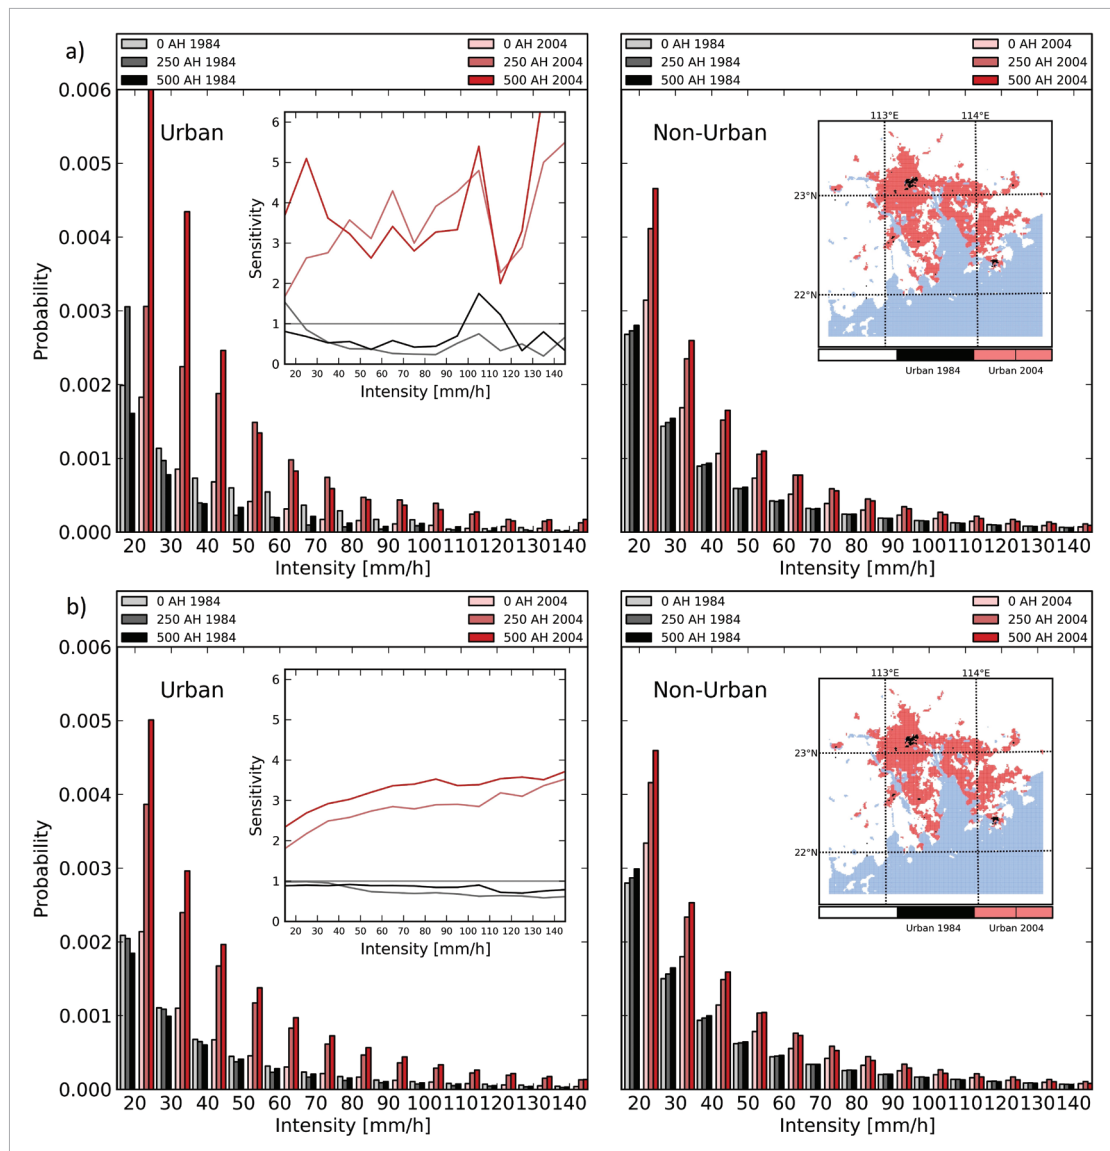 a)
0 AH 1984
250 AH 1984
500 AH 1984
0 AH 2004
250 AH 2004
500 AH 2004
0 AH 1984
250 AH 1984
500 AH 1984
0 AH 2004
250 AH 2004
500 AH 2004
Urban
Non-Urban
Probability
0.006
0.005
0.004
0.003
0.002
0.001
0.000
20 30 40 50 60 70 80 90 100 110 120 130 140
Intensity [mm/h]
Sensitivity
6
5
4
3
2
1
0
20 30 40 50 60 70 80 90 100 110 120 130 140
Intensity [mm/h]
113°E 114°E
23°N
22°N
Urban 1984 Urban 2004
20 30 40 50 60 70 80 90 100 110 120 130 140
Intensity [mm/h]
b)
0 AH 1984
250 AH 1984
500 AH 1984
0 AH 2004
250 AH 2004
500 AH 2004
0 AH 1984
250 AH 1984
500 AH 1984
0 AH 2004
250 AH 2004
500 AH 2004
Urban
Non-Urban
Probability
0.006
0.005
0.004
0.003
0.002
0.001
0.000
20 30 40 50 60 70 80 90 100 110 120 130 140
Intensity [mm/h]
Sensitivity
6
5
4
3
2
1
0
20 30 40 50 60 70 80 90 100 110 120 130 140
Intensity [mm/h]
113°E 114°E
23°N
22°N
Urban 1984 Urban 2004
20 30 40 50 60 70 80 90 100 110 120 130 140
Intensity [mm/h]